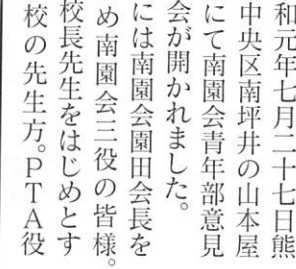 和元年七月二十七日熊
中央区南坪井の山本屋
にて南園会青年部意見
会が開かれました。
には南園会園田会長を
め南園会三役の皆様。
校長先生をはじめとす
校の先生方。PTA役